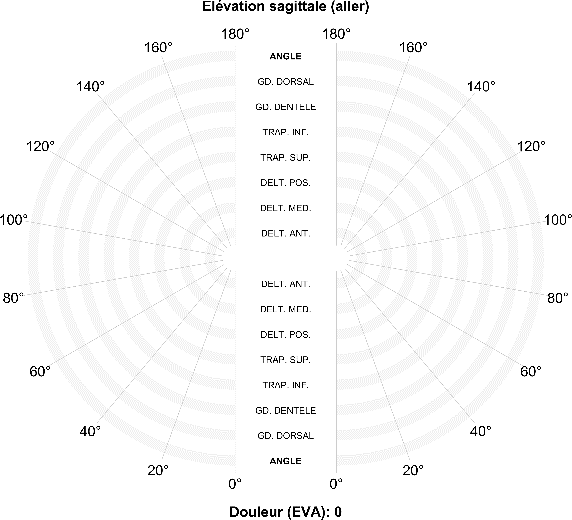 Elévation sagittale (aller)
180° 180°
160° 160°
ANGLE
140° 140°
GD. DORSAL
GD. DENTELE
120° 120°
TRAP. INF.
TRAP. SUP.
DELT. POS.
100° 100°
DELT. MED.
DELT. ANT.
80° 80°
DELT. ANT.
DELT. MED.
DELT. POS.
60° 60°
TRAP. SUP.
TRAP. INF.
GD. DENTELE
40° 40°
GD. DORSAL
ANGLE
20° 20°
0° 0°
Douleur (EVA): 0